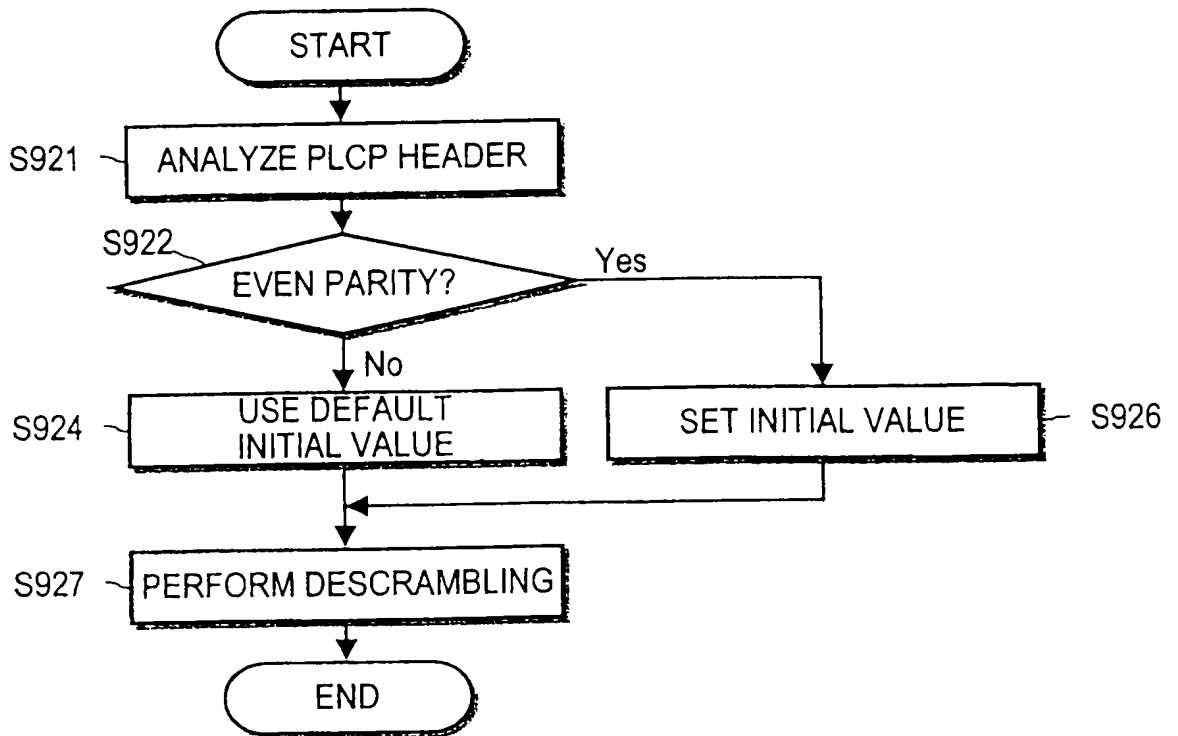 START
S921
ANALYZE PLCP HEADER
S922
EVEN PARITY?
Yes
No
S924
USE DEFAULT
INITIAL VALUE
SET INITIAL VALUE
S926
S927
PERFORM DESCRAMBLING
END